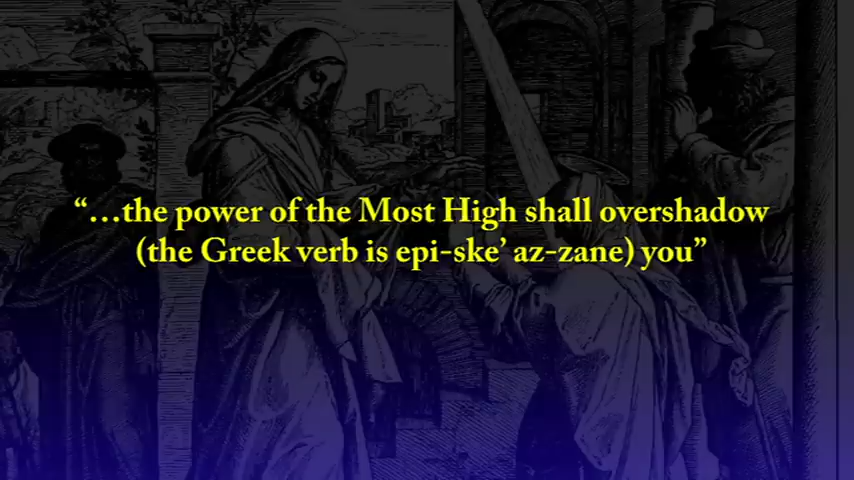 “…the power of the Most High shall overshadow
(the Greek verb is epi-ske’ az-zane) you”